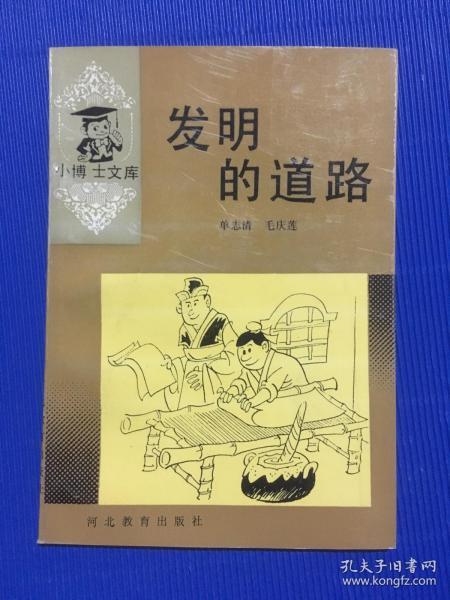 小博士文库
发明
的道路
单志清 毛庆莲
河北教育出版社
孔夫子旧书网
www.kongfz.com